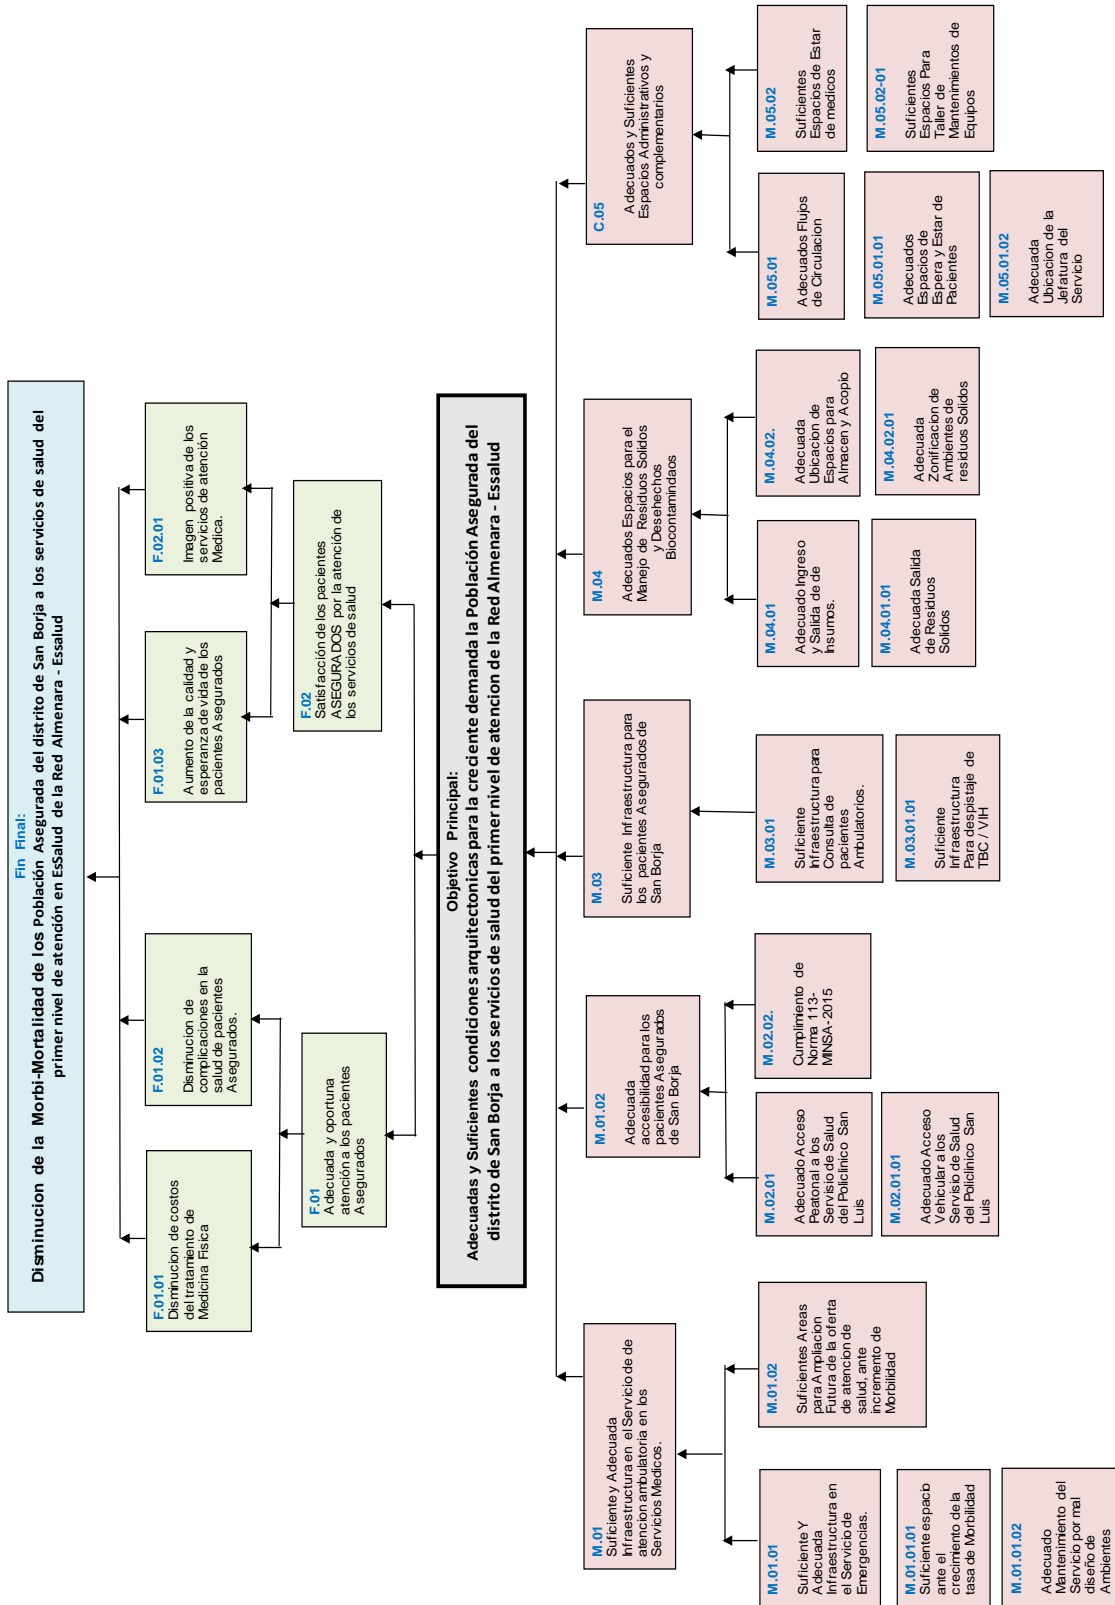 Fin Final:
Disminucion de la Morbi-Mortalidad de los Población Asegurada del distrito de San Borja a los servicios de salud del
primer nivel de atención en EsSalud de la Red Almenara - Essalud
F.01.01
Disminucion de costos
del tratamiento de
Medicina Fisica
F.01.02
Disminucion de
complicaciones en la
salud de pacientes
Asegurados.
F.01.03
Aumento de la calidad y
esperanza de vida de los
pacientes Asegurados
F.02.01
Imagen positiva de los
servicios de atención
Medica.
F.01
Adecuada y oportuna
atención a los pacientes
Asegurados
F.02
Satisfacción de los pacientes
ASEGURADOS por la atención de
los servicios de salud
Objetivo Principal:
Adecuadas y Suficientes condiciones arquitectonicas para la creciente demanda la Población Asegurada del
distrito de San Borja a los servicios de salud del primer nivel de atencion de la Red Almenara - Essalud
M.01
Suficiente y Adecuada
Infraestructura en el Servicio de de
atencion ambulatoria en los
Servicios Medicos.
M.01.02
Adecuada
accesibilidad para los
pacientes Asegurados
de San Borja
M.03
Suficiente Infraestructura para
los pacientes Asegurados de
San Borja
M.04
Adecuados Espacios para el
Manejo de Residuos Solidos
y Desehechos
Biocontamindaos
C.05
Adecuados y Suficientes
Espacios Administrativos y
complementarios
M.01.01
Suficiente Y
Adecuada
Infraestructura en
el Servicio de
Emergencias.
M.01.02
Suficientes Areas
para Ampliacion
Futura de la oferta
de atencion de
salud, ante
incremento de
Morbilidad
M.02.01
Adecuado Acceso
Peatonal a los
Servisio de Salud
del Policlinico San
Luis
M.02.02.
Cumplimiento de
Norma 113-
MINSA-2015
M.03.01
Suficiente
Infraestructura para
Consulta de
pacientes
Ambulatorios.
M.04.01
Adecuado Ingreso
y Salida de de
Insumos.
M.04.02.
Adecuada
Ubicacion de
Espacios para
Almacen y Acopio
M.05.01
Adecuados Flujos
de Circulacion
M.05.02
Suficientes
Espacios de Estar
de medicos
M.01.01.01
Suficiente espacio
ante el
crecimiento de la
tasa de Morbilidad
M.02.01.01
Adecuado Acceso
Vehicular a los
Servisio de Salud
del Policlinico San
Luis
M.03.01.01
Suficiente
Infraestructura
Para despistaje de
TBC / VIH
M.04.01.01
Adecuada Salida
de Residuos
Solidos
M.04.02.01
Adecuada
Zonificacion de
Ambientes de
residuos Solidos
M.05.01.01
Adecuados
Espacios de
Espera y Estar de
Pacientes
M.05.02-01
Suficientes
Espacios Para
Taller de
Mantenimientos de
Equipos
M.01.01.02
Adecuado
Mantenimiento del
Servicio por mal
diseño de
Ambientes
M.05.01.02
Adecuada
Ubicacion de la
Jefatura del
Servicio